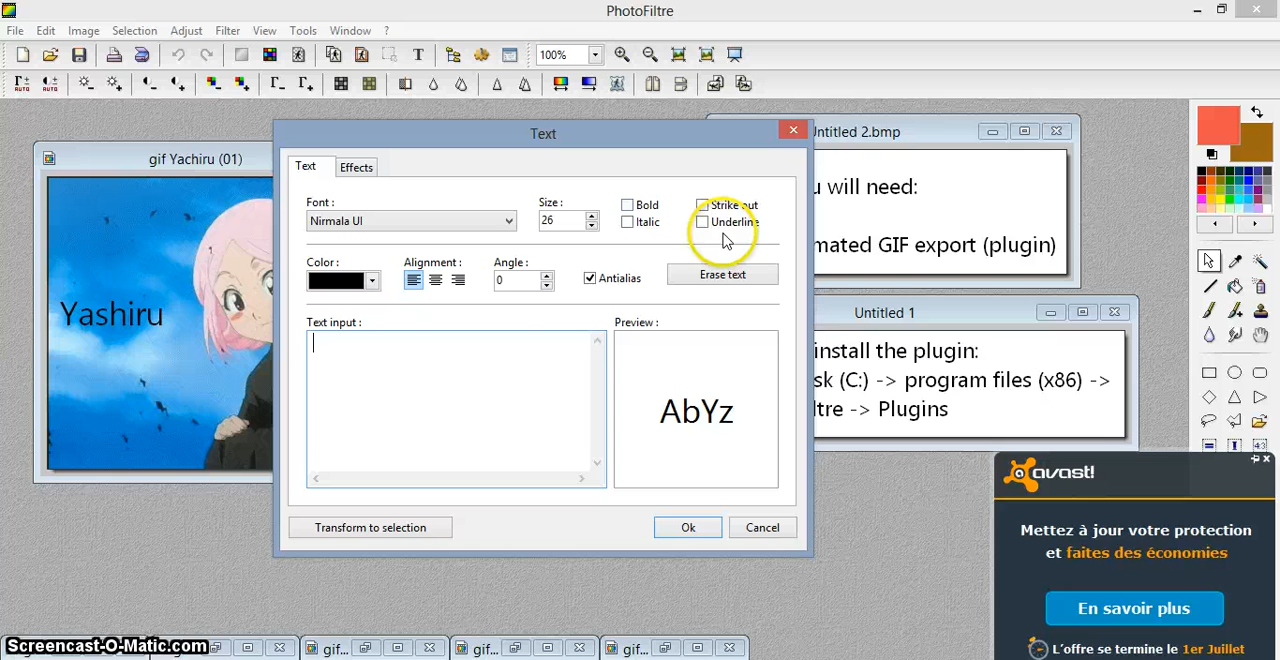 PhotoFiltre
File Edit Image Selection Adjust Filter View Tools Window ?
T 100%
AUTO AUTO
gif Yachiru (01)
Yashiru
Text
Text Effects
Font : Size :
Nirmala UI 26
Bold Strike out
Italic Underline
Color : Alignment : Angle :
0 Antialias Erase text
Text input : Preview :
AbYz
Transform to selection Ok Cancel
Untitled 2.bmp
u will need:
mated GIF export (plugin)
Untitled 1
install the plugin:
sk (C:) -> program files (x86) ->
ltre -> Plugins
4:3
avast!
Mettez à jour votre protection
et faites des économies
En savoir plus
L'offre se termine le 1er Juillet
gif... gif... gif...
Screencast-O-Matic.com